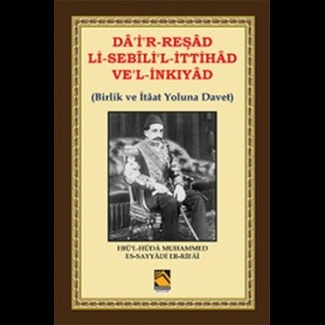 DÂ'İ'R-REŞÂD
Lİ-SEBÎLİ'L-İTTİHÂD
VE'L-İNKIYÂD
(Birlik ve İtâat Yoluna Davet)
EBÜ'L-HÜDÂ MUHAMMED
ES-SAYYÂDÎ ER-RİFÂÎ